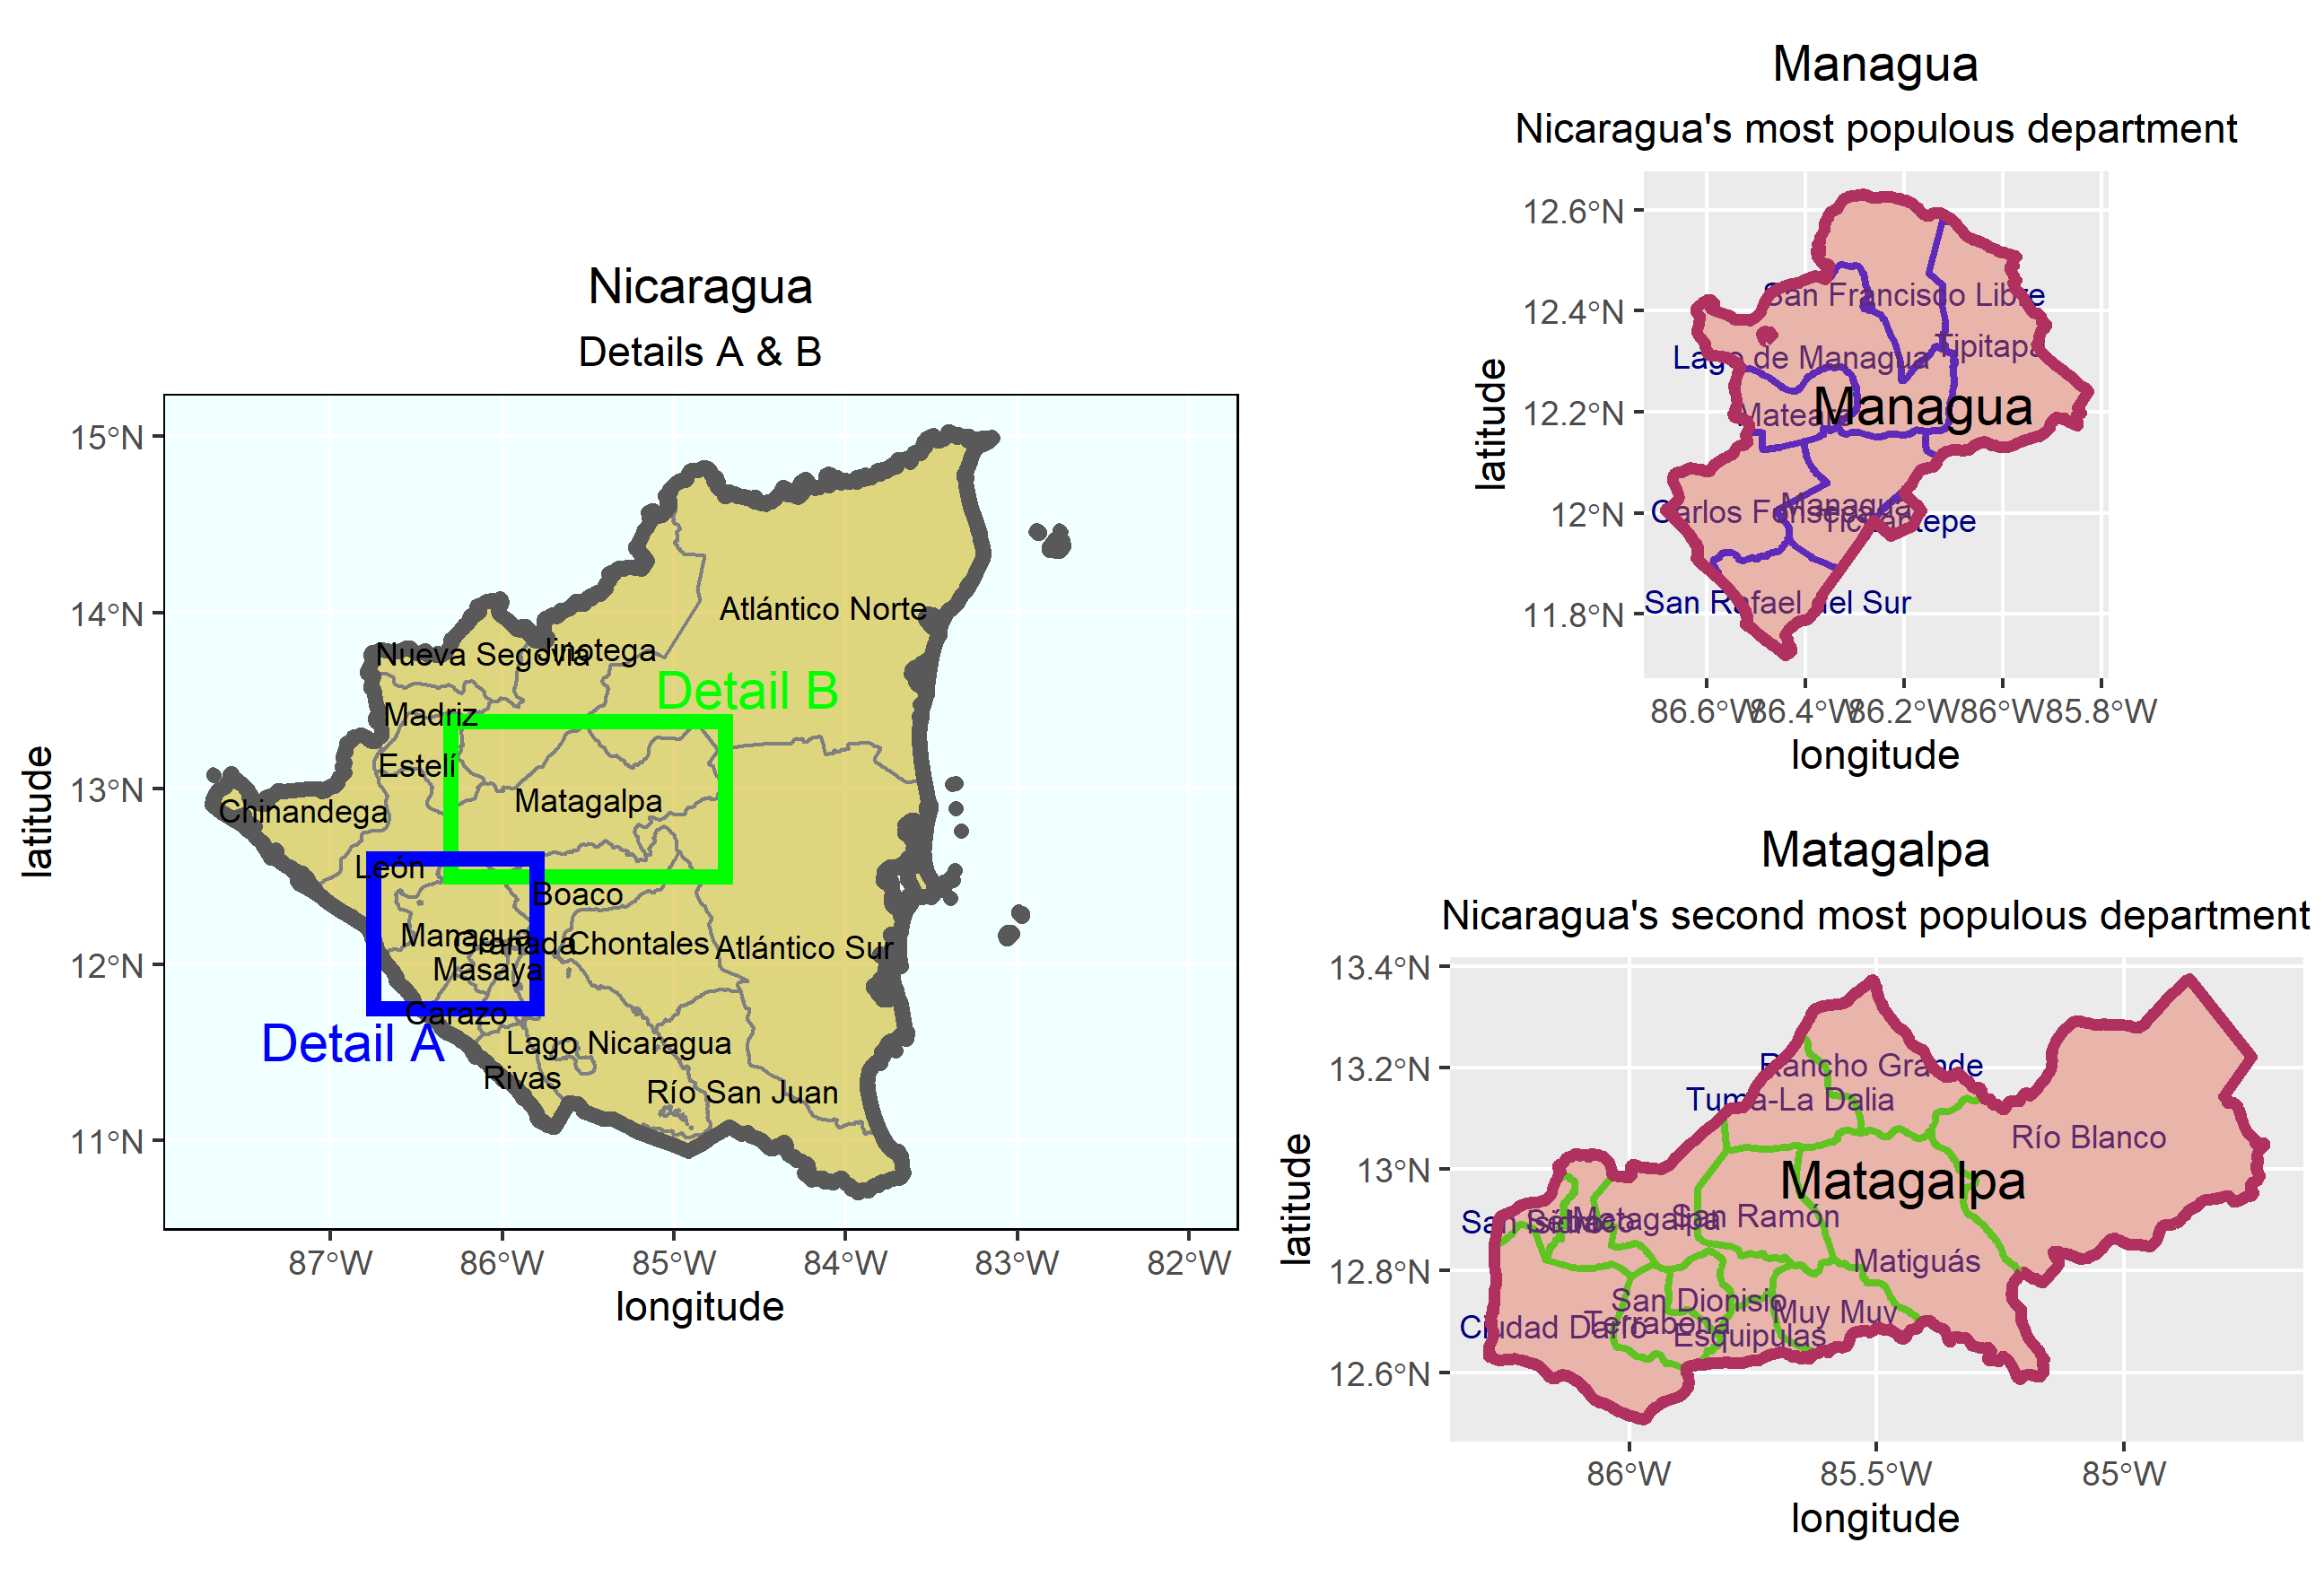 Nicaragua
Details A & B
latitude
15°N
14°N
13°N
12°N
11°N
Atlántico Norte
Nueva Segovia
Jinotega
Detail B
Madriz
Estelí
Matagalpa
Chinandega
León
Boaco
Managua
Granada
Chontales
Atlántico Sur
Masaya
Carazo
Detail A
Lago Nicaragua
Rivas
Río San Juan
87°W
86°W
85°W
84°W
83°W
82°W
longitude
Managua
Nicaragua's most populous department
latitude
12.6°N
12.4°N
12.2°N
12°N
11.8°N
San Francisco Libre
Tipitapa
Lago de Managua
Mateare
Managua
Managua
Carlos Fonseca
Ticuantepe
San Rafael del Sur
86.6°W
86.4°W
86.2°W
86°W
85.8°W
longitude
Matagalpa
Nicaragua's second most populous department
latitude
13.4°N
13.2°N
13°N
12.8°N
12.6°N
Rancho Grande
Tuma-La Dalia
Río Blanco
Matagalpa
San Isidro
Sébaco
Matagalpa
San Ramón
Matiguás
San Dionisio
Muy Muy
Ciudad Darío
Terrabona
Esquipulas
86°W
85.5°W
85°W
longitude